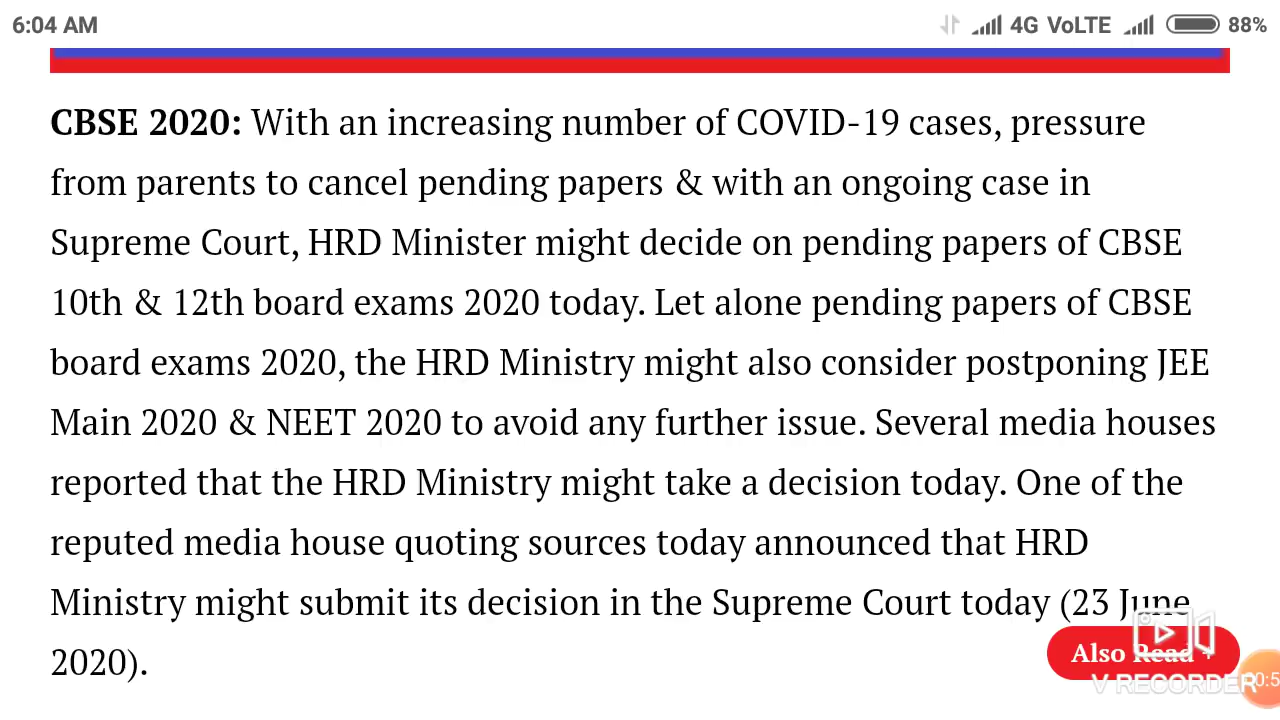 6:04 AM 4G VoLTE 88%
CBSE 2020: With an increasing number of COVID-19 cases, pressure
from parents to cancel pending papers & with an ongoing case in
Supreme Court, HRD Minister might decide on pending papers of CBSE
10th & 12th board exams 2020 today. Let alone pending papers of CBSE
board exams 2020, the HRD Ministry might also consider postponing JEE
Main 2020 & NEET 2020 to avoid any further issue. Several media houses
reported that the HRD Ministry might take a decision today. One of the
reputed media house quoting sources today announced that HRD
Ministry might submit its decision in the Supreme Court today (23 June
2020).
Also Read +
V RECORDER